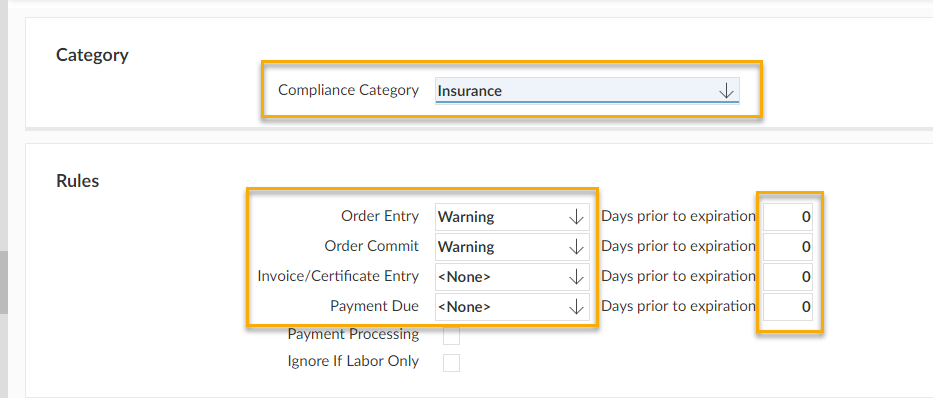 Category
Compliance Category Insurance
Rules
Order Entry Warning Days prior to expiration 0
Order Commit Warning Days prior to expiration 0
Invoice/Certificate Entry <None> Days prior to expiration 0
Payment Due <None> Days prior to expiration 0
Payment Processing
Ignore If Labor Only